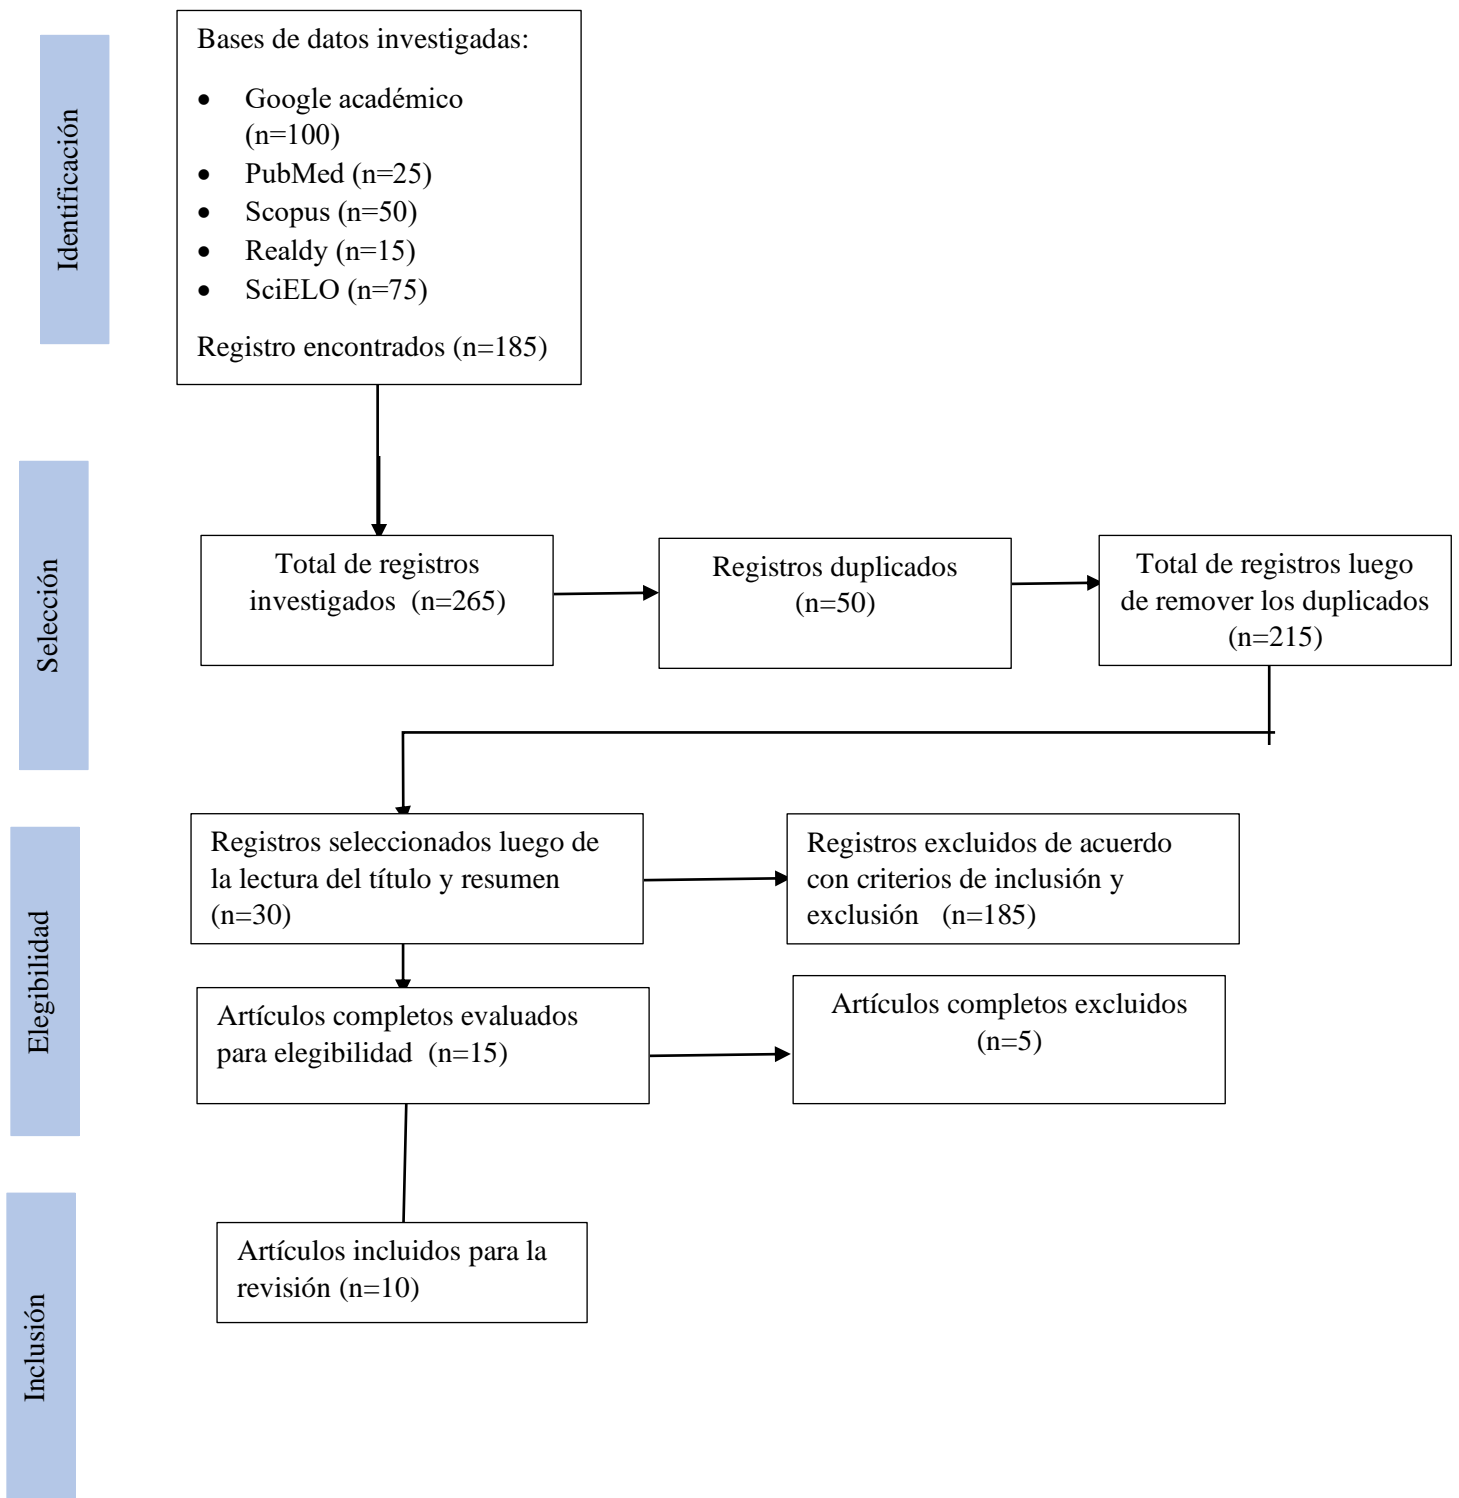 Identificación
Bases de datos investigadas:
• Google académico
(n=100)
• PubMed (n=25)
• Scopus (n=50)
• Realdy (n=15)
• SciELO (n=75)
Registro encontrados (n=185)
Selección
Total de registros
investigados (n=265)
Registros duplicados
(n=50)
Total de registros luego
de remover los duplicados
(n=215)
Elegibilidad
Registros seleccionados luego de
la lectura del título y resumen
(n=30)
Registros excluidos de acuerdo
con criterios de inclusión y
exclusión (n=185)
Artículos completos evaluados
para elegibilidad (n=15)
Artículos completos excluidos
(n=5)
Inclusión
Artículos incluidos para la
revisión (n=10)